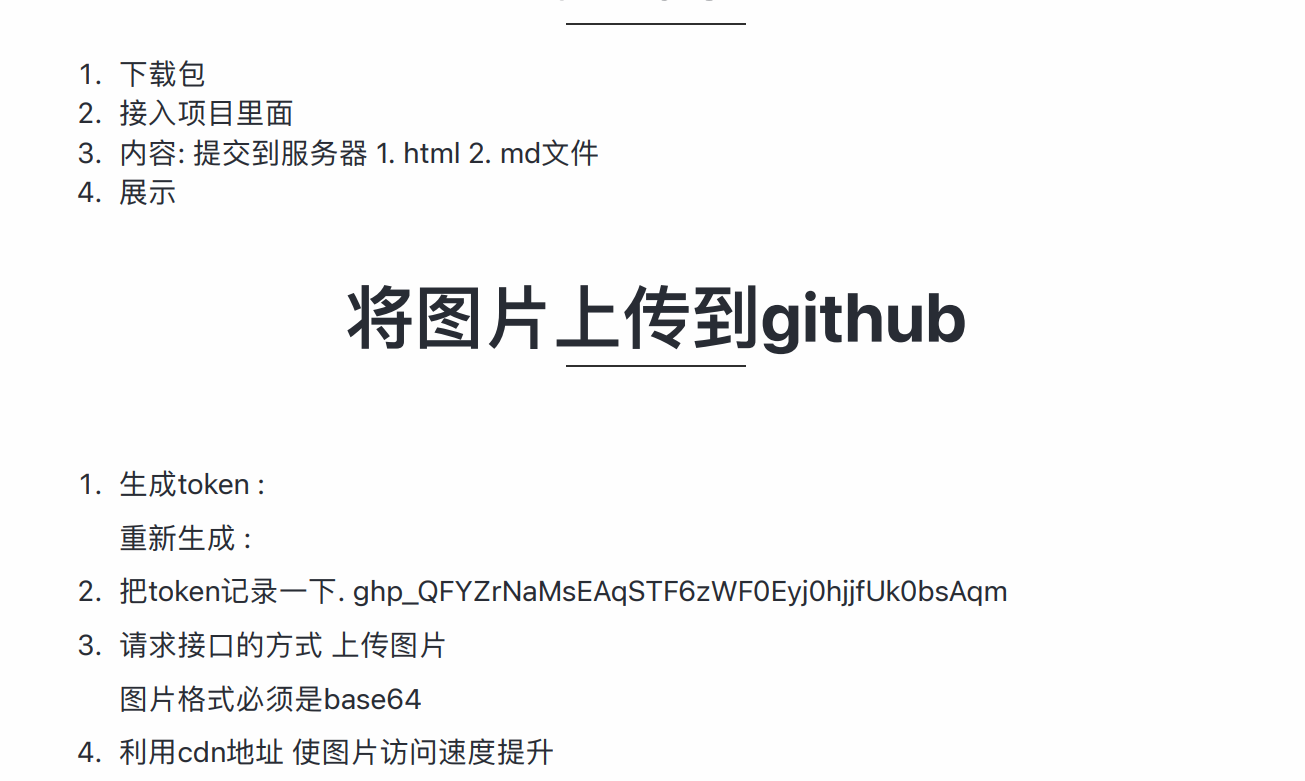 1. 下载包
2. 接入项目里面
3. 内容: 提交到服务器 1. html 2. md文件
4. 展示
将图片上传到github
1. 生成token :
重新生成 :
2. 把token记录一下. 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
3. 请求接口的方式 上传图片
图片格式必须是base64
4. 利用cdn地址 使图片访问速度提升